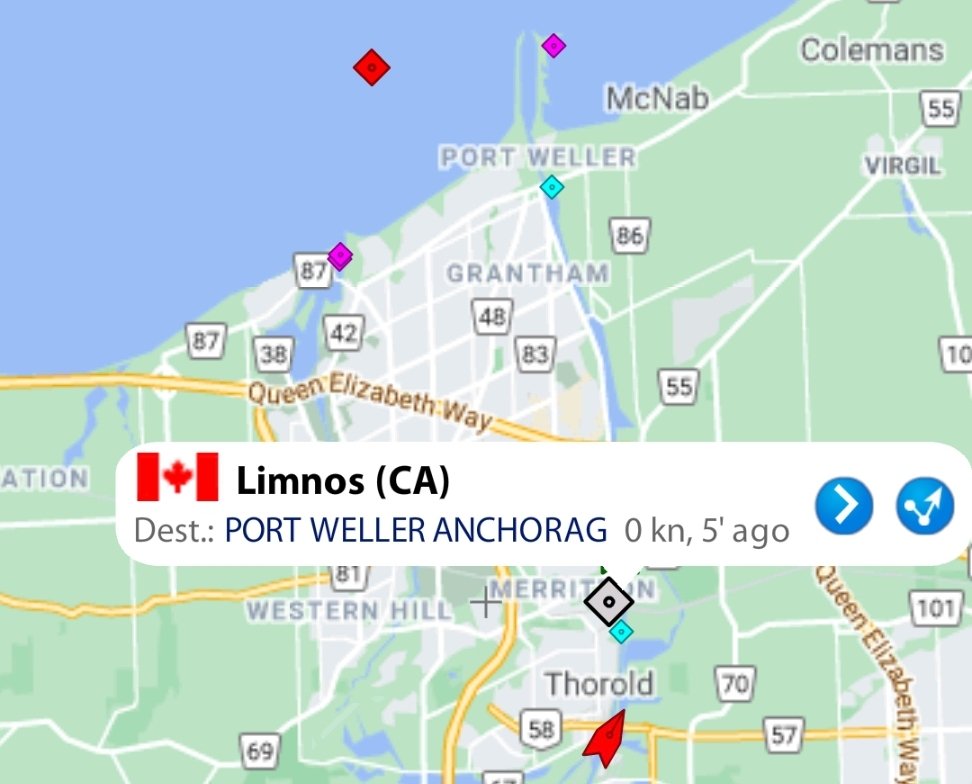 Colemans
McNab
55
PORT WELLER
VIRGIL
86
87
GRANTHAM
48
42
87
38
83
10
55
Queen Elizabeth Way
ATION
Limnos (CA)
Dest.: PORT WELLER ANCHORAG 0 kn, 5' ago
81
MERRITTON
WESTERN HILL
101
Queen Elizabeth Way
Thorold
70
58
57
69